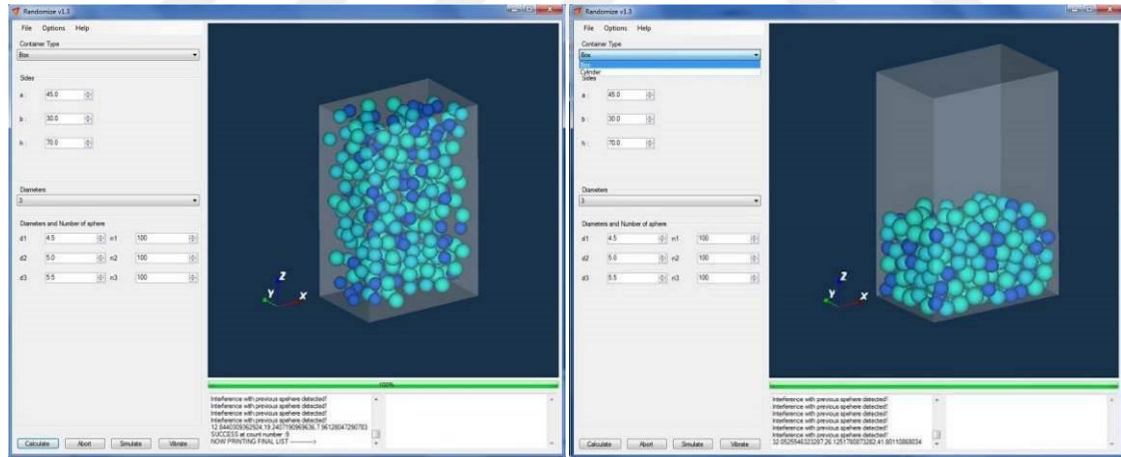 Randomize v1.3
File Options Help
Container Type
Box
Sides
a : 45.0
b : 30.0
h : 70.0
Diameters
3
Diameters and Number of sphere
d1 4.5 n1 100
d2 5.0 n2 100
d3 5.5 n3 100
Z
Y X
100%
Interference with previous spehere detected!
Interference with previous spehere detected!
Interference with previous spehere detected!
Interference with previous spehere detected!
SUCCESS at count number :9
NOW PRINTING FINAL LIST ---------->
Calculate Abort Simulate Vibrate
Randomize v1.3
File Options Help
Container Type
Box
Box
Cylinder
Sides
a : 45.0
b : 30.0
h : 70.0
Diameters
3
Diameters and Number of sphere
d1 4.5 n1 100
d2 5.0 n2 100
d3 5.5 n3 100
Z
Y X
Interference with previous spehere detected!
Interference with previous spehere detected!
Interference with previous spehere detected!
Interference with previous spehere detected!
Interference with previous spehere detected!
Calculate Abort Simulate Vibrate